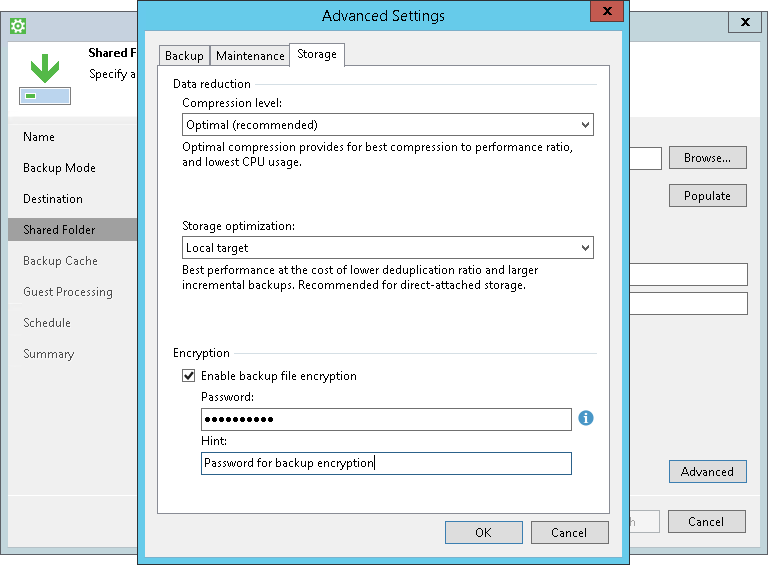 Advanced Settings
x
x
Shared F
Specify a
Name
Backup Mode
Destination
Shared Folder
Backup Cache
Guest Processing
Schedule
Summary
Backup
Maintenance
Storage
Data reduction
Compression level:
Optimal (recommended)
Optimal compression provides for best compression to performance ratio,
and lowest CPU usage.
Storage optimization:
Local target
Best performance at the cost of lower deduplication ratio and larger
incremental backups. Recommended for direct-attached storage.
Encryption
Enable backup file encryption
Password:
●●●●●●●●●●
i
Hint:
Password for backup encryption
OK
Cancel
Browse...
Populate
Advanced
h
Cancel